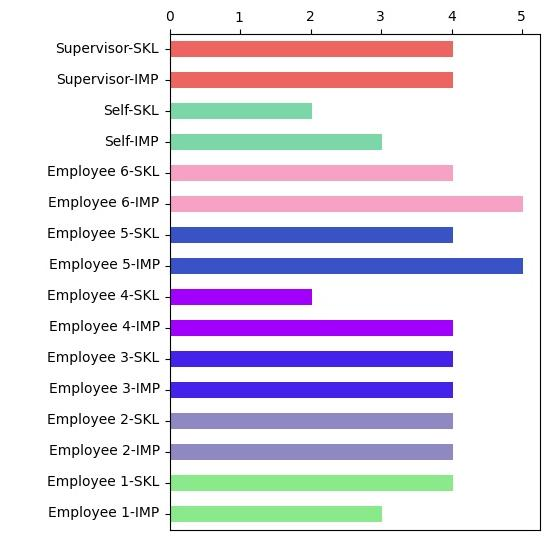 0 1 2 3 4 5
Supervisor-SKL
Supervisor-IMP
Self-SKL
Self-IMP
Employee 6-SKL
Employee 6-IMP
Employee 5-SKL
Employee 5-IMP
Employee 4-SKL
Employee 4-IMP
Employee 3-SKL
Employee 3-IMP
Employee 2-SKL
Employee 2-IMP
Employee 1-SKL
Employee 1-IMP